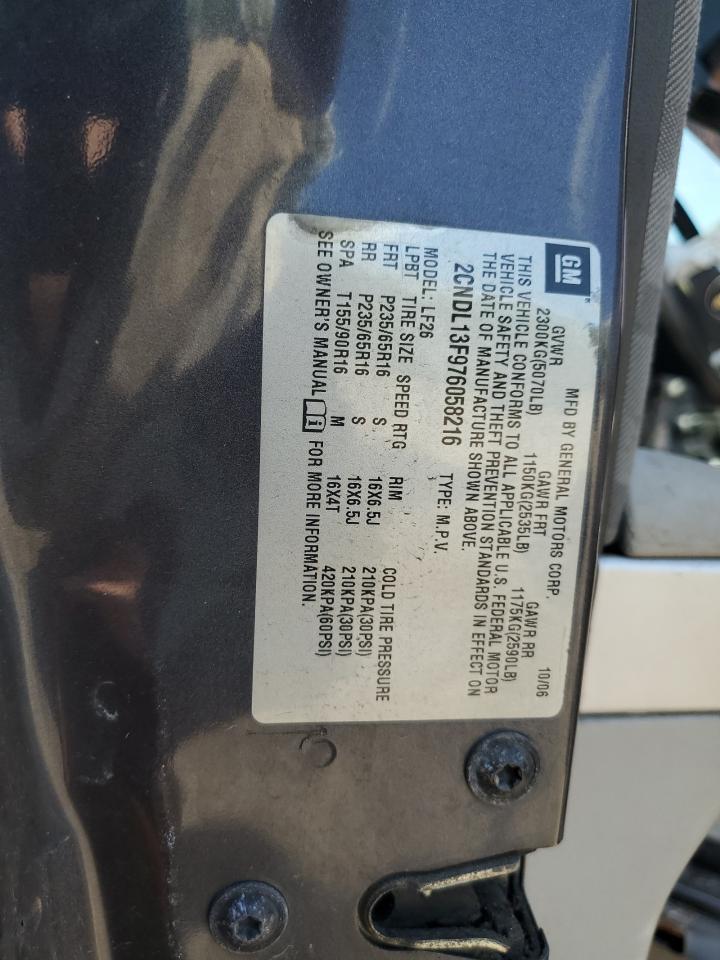 GM
MFD BY GENERAL MOTORS CORP. 10/06
GVWR GAWR FRT GAWR RR
2300KG(5070LB) 1150KG(2535LB) 1175KG(2590LB)
THIS VEHICLE CONFORMS TO ALL APPLICABLE U.S. FEDERAL MOTOR
VEHICLE SAFETY AND THEFT PREVENTION STANDARDS IN EFFECT ON
THE DATE OF MANUFACTURE SHOWN ABOVE.
2CNDL13F976058216 TYPE: M.P.V.
MODEL: LF26
LPBT TIRE SIZE SPEED RTG RIM COLD TIRE PRESSURE
FRT P235/65R16 S 16X6.5J 210KPA(30PSI)
RR P235/65R16 S 16X6.5J 210KPA(30PSI)
SPA T155/90R16 M 16X4T 420KPA(60PSI)
SEE OWNER'S MANUAL FOR MORE INFORMATION.